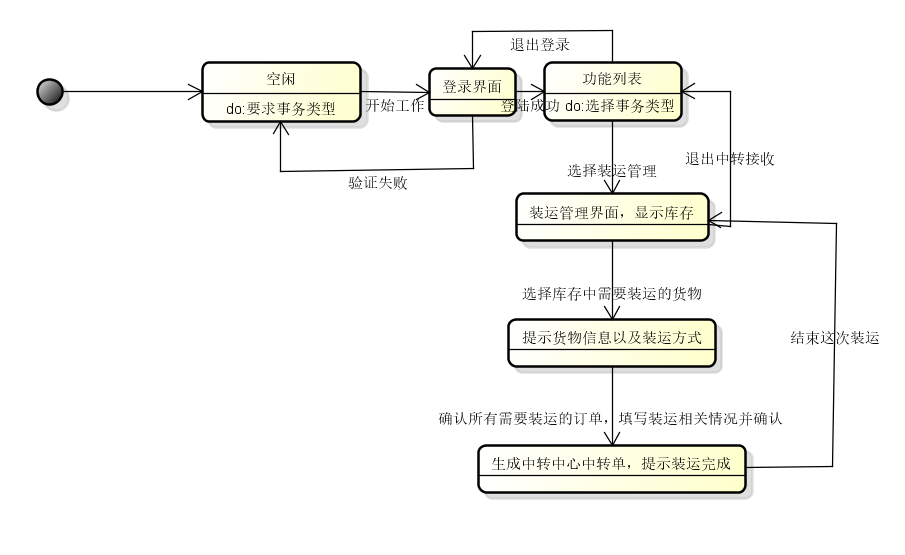 退出登录
空闲
do:要求事务类型
开始工作
登录界面
登陆成功
功能列表
do:选择事务类型
验证失败
选择装运管理
退出中转接收
装运管理界面，显示库存
选择库存中需要装运的货物
提示货物信息以及装运方式
结束这次装运
确认所有需要装运的订单，填写装运相关情况并确认
生成中转中心中转单，提示装运完成